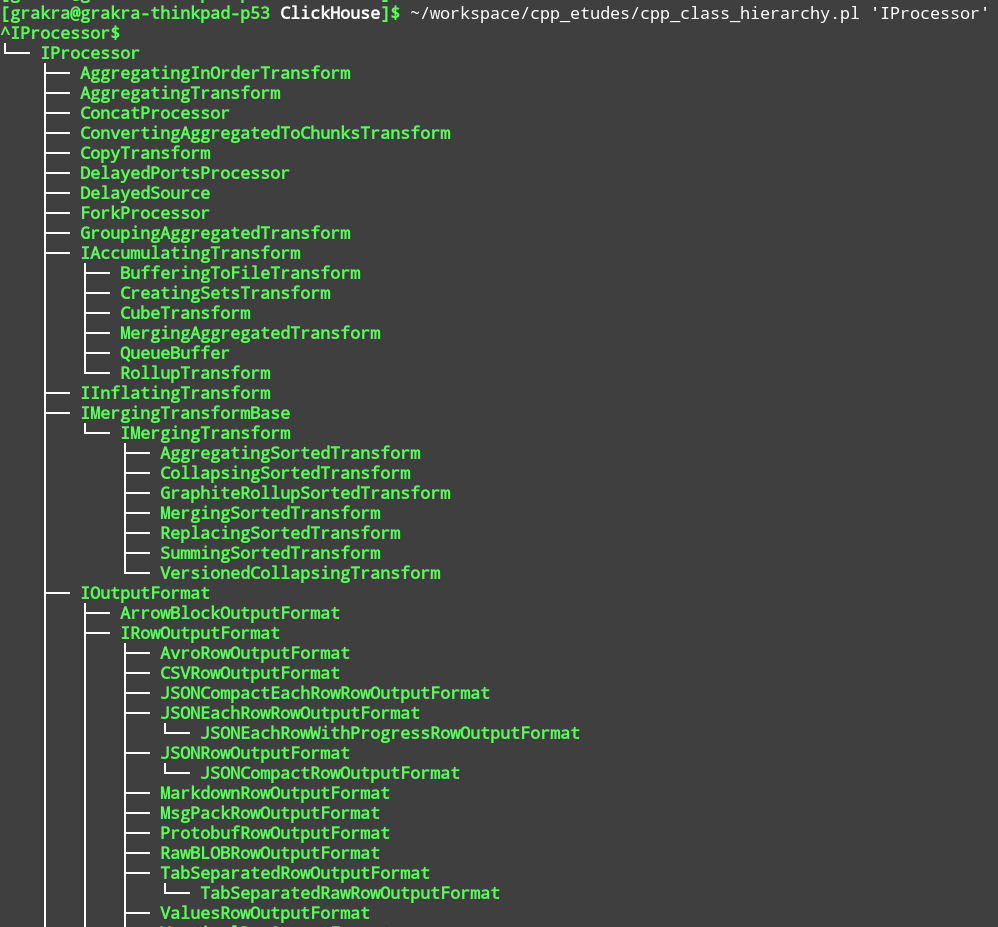 [grakra@grakra-thinkpad-p53 ClickHouse]$ ~/workspace/cpp_etudes/cpp_class_hierarchy.pl 'IProcessor'
^IProcessor$
└── IProcessor
    ├── AggregatingInOrderTransform
    ├── AggregatingTransform
    ├── ConcatProcessor
    ├── ConvertingAggregatedToChunksTransform
    ├── CopyTransform
    ├── DelayedPortsProcessor
    ├── DelayedSource
    ├── ForkProcessor
    ├── GroupingAggregatedTransform
    ├── IAccumulatingTransform
    │   ├── BufferingToFileTransform
    │   ├── CreatingSetsTransform
    │   ├── CubeTransform
    │   ├── MergingAggregatedTransform
    │   ├── QueueBuffer
    │   └── RollupTransform
    ├── IInflatingTransform
    ├── IMergingTransformBase
    │   └── IMergingTransform
    │       ├── AggregatingSortedTransform
    │       ├── CollapsingSortedTransform
    │       ├── GraphiteRollupSortedTransform
    │       ├── MergingSortedTransform
    │       ├── ReplacingSortedTransform
    │       ├── SummingSortedTransform
    │       └── VersionedCollapsingTransform
    ├── IOutputFormat
    │   ├── ArrowBlockOutputFormat
    │   ├── IRowOutputFormat
    │   │   ├── AvroRowOutputFormat
    │   │   ├── CSVRowOutputFormat
    │   │   ├── JSONCompactEachRowRowOutputFormat
    │   │   ├── JSONEachRowRowOutputFormat
    │   │   │   └── JSONEachRowWithProgressRowOutputFormat
    │   │   ├── JSONRowOutputFormat
    │   │   │   └── JSONCompactRowOutputFormat
    │   │   ├── MarkdownRowOutputFormat
    │   │   ├── MsgPackRowOutputFormat
    │   │   ├── ProtobufRowOutputFormat
    │   │   ├── RawBLOBRowOutputFormat
    │   │   ├── TabSeparatedRowOutputFormat
    │   │   │   └── TabSeparatedRawRowOutputFormat
    │   │   ├── ValuesRowOutputFormat